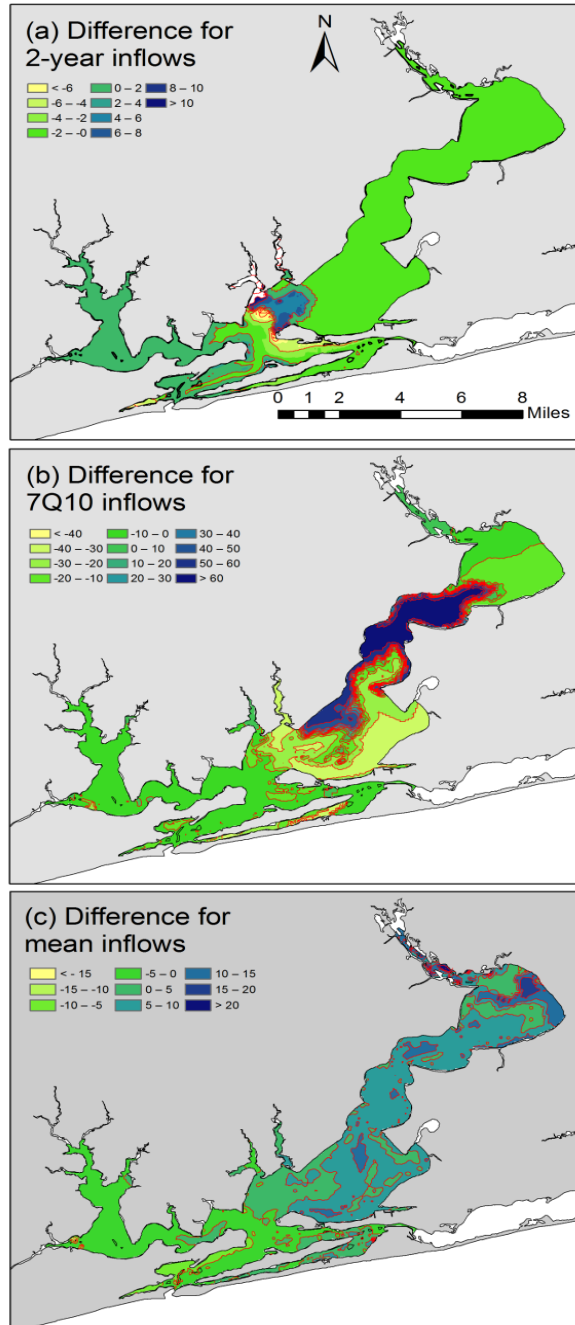 (a) Difference for
2-year inflows
N
< -6
0 – 2
8 – 10
-6 – -4
2 – 4
> 10
-4 – -2
4 – 6
-2 – -0
6 – 8
0 1 2 4 6 8
Miles
(b) Difference for
7Q10 inflows
< -40
-10 – 0
30 – 40
-40 – -30
0 – 10
40 – 50
-30 – -20
10 – 20
50 – 60
-20 – -10
20 – 30
> 60
(c) Difference for
mean inflows
< - 15
-5 – 0
10 – 15
-15 – -10
0 – 5
15 – 20
-10 – -5
5 – 10
> 20